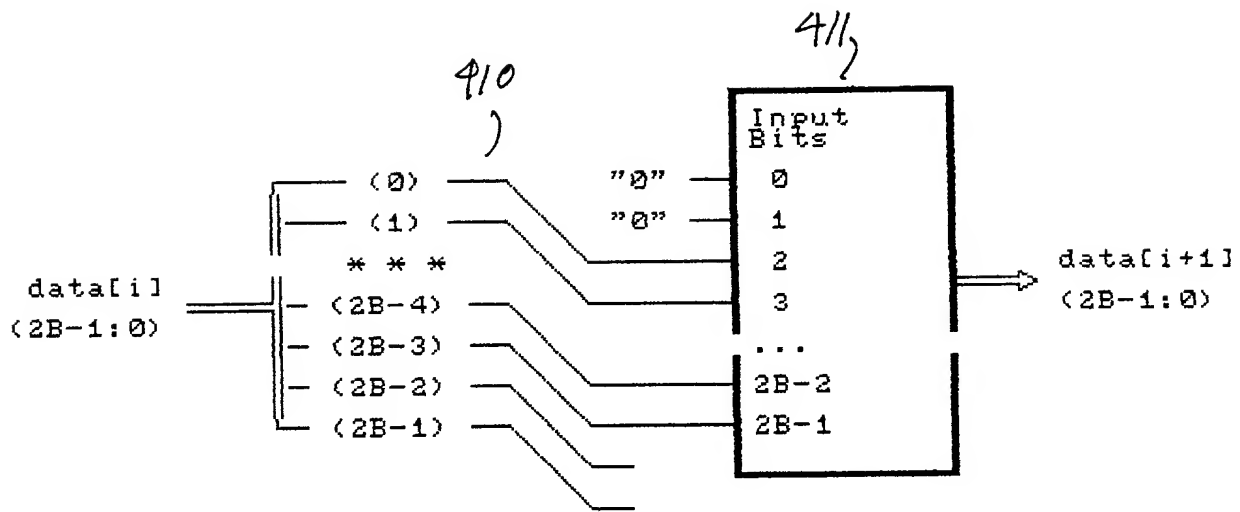 411
410
Input
Bits
(0)
"0"
0
(1)
"0"
1
* * *
2
data[i+1]
data[i]
(2B-4)
3
(2B-1:0)
(2B-1:0)
(2B-3)
...
(2B-2)
2B-2
(2B-1)
2B-1